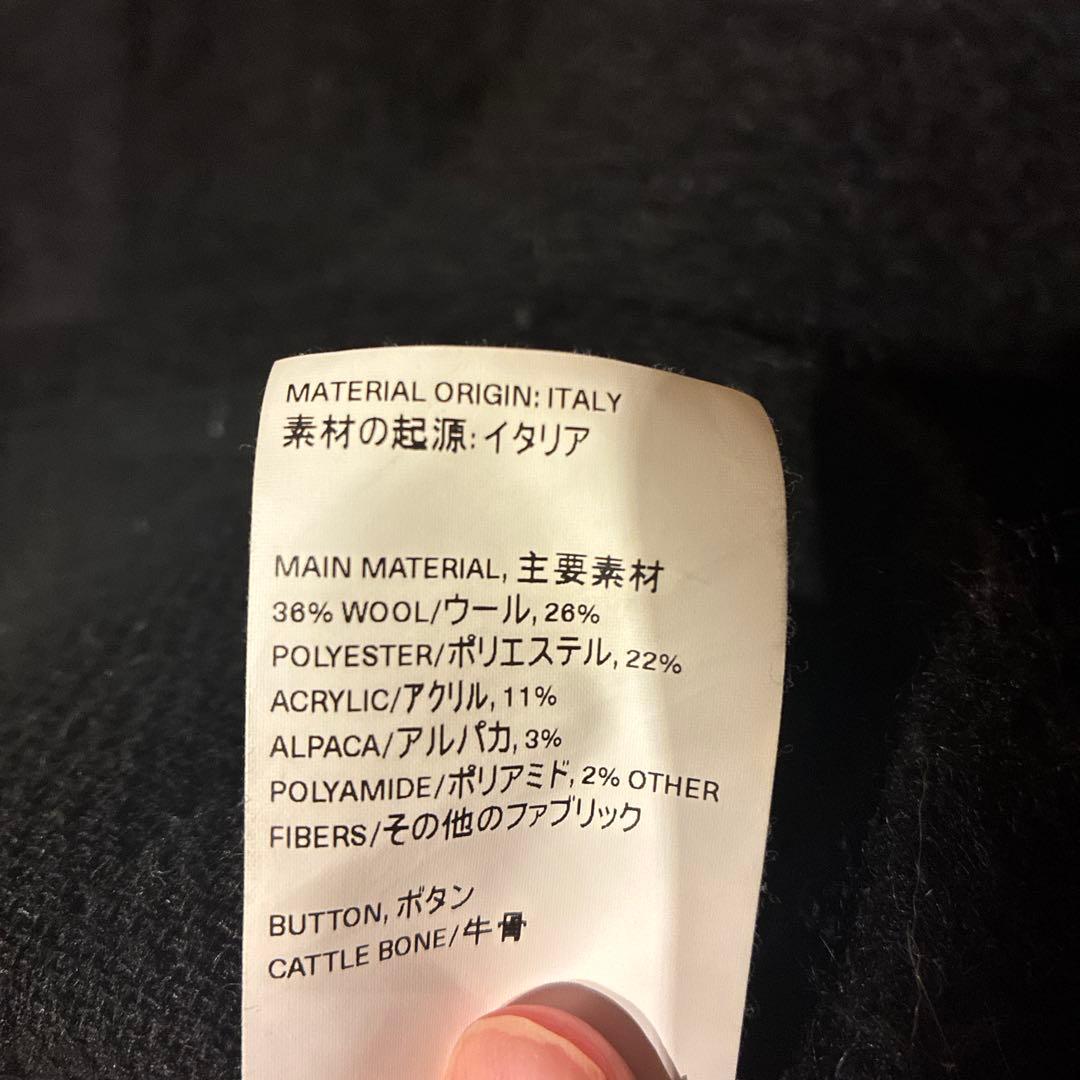 MATERIAL ORIGIN: ITALY
素材の起源: イタリア
MAIN MATERIAL, 主要素材
36% WOOL/ウール, 26%
POLYESTER/ポリエステル, 22%
ACRYLIC/アクリル, 11%
ALPACA/アルパカ, 3%
POLYAMIDE/ポリアミド, 2% OTHER
FIBERS/その他のファブリック
BUTTON, ボタン
CATTLE BONE/牛骨